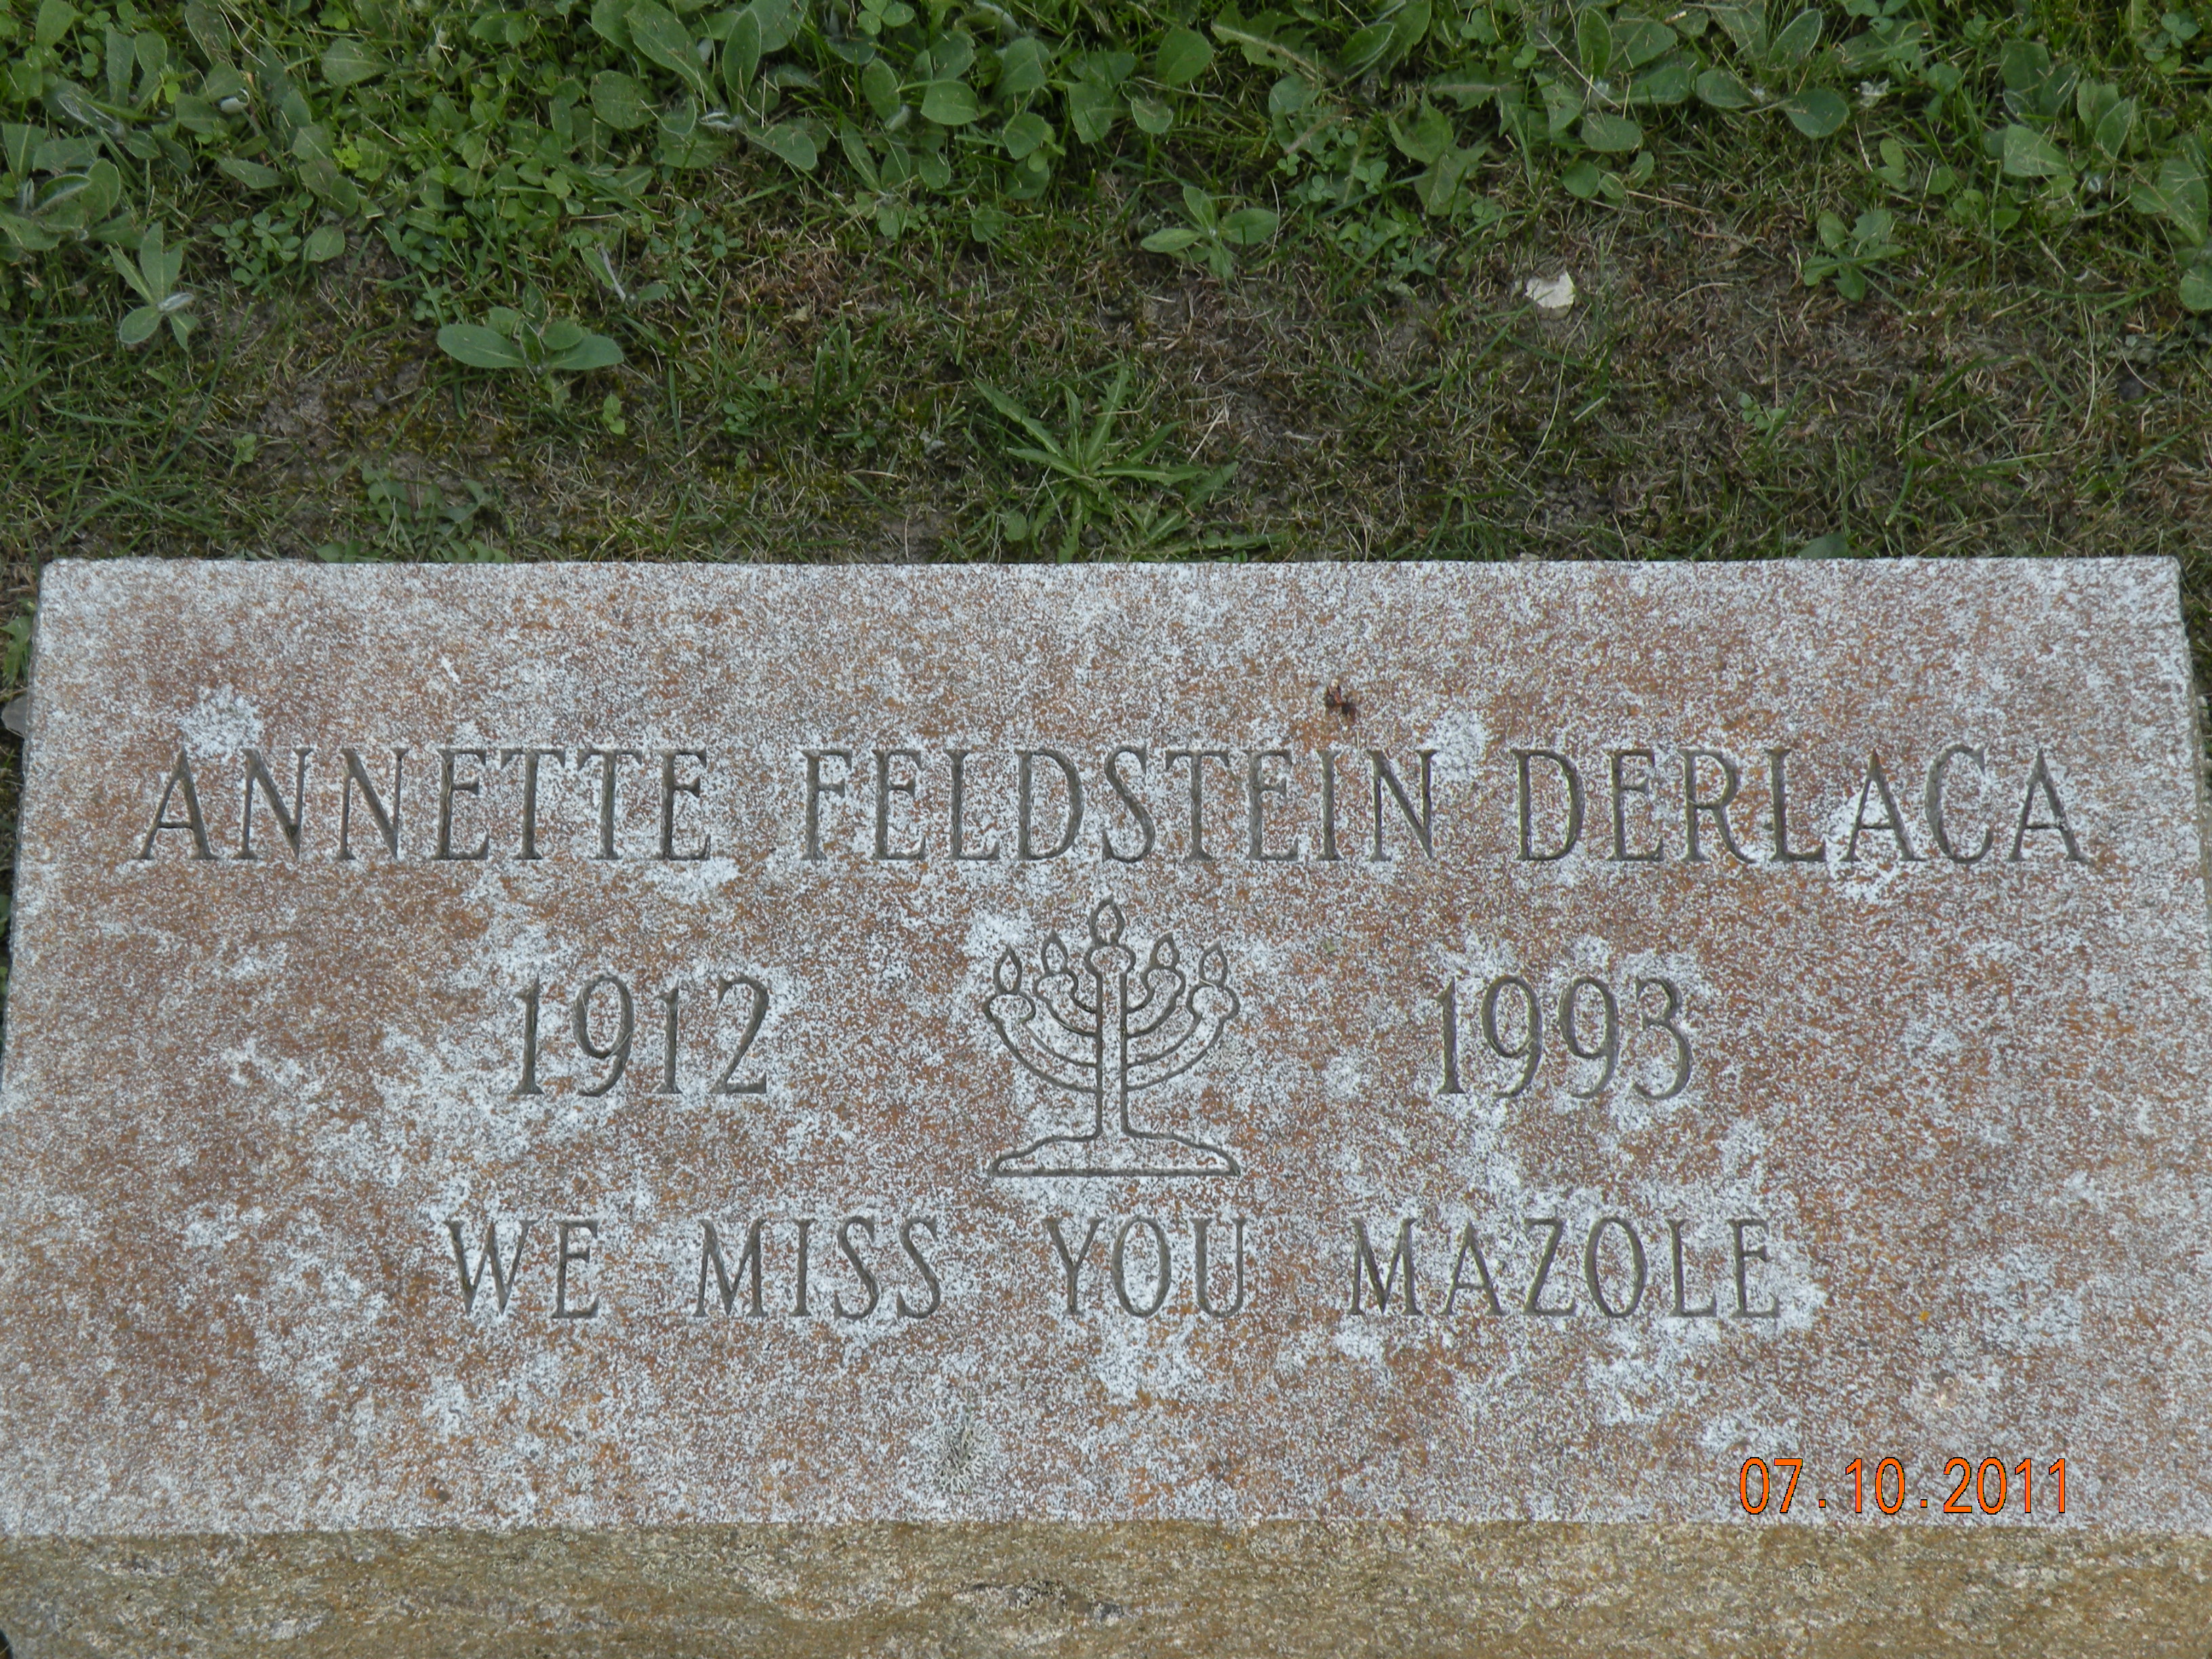 ANNETTE FELDSTEIN DERLACA
1912 1993
WE MISS YOU MAZOLE
07.10.2011